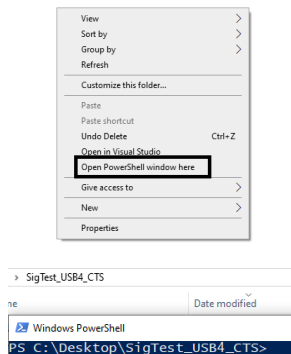 View
Sort by
Group by
Refresh
Customize this folder...
Paste
Paste shortcut
Undo Delete Ctrl+Z
Open in Visual Studio
Open PowerShell window here
Give access to
New
Properties
> SigTest_USB4_CTS
ne Date modified
Windows PowerShell
PS C:\Desktop\SigTest_USB4_CTS>